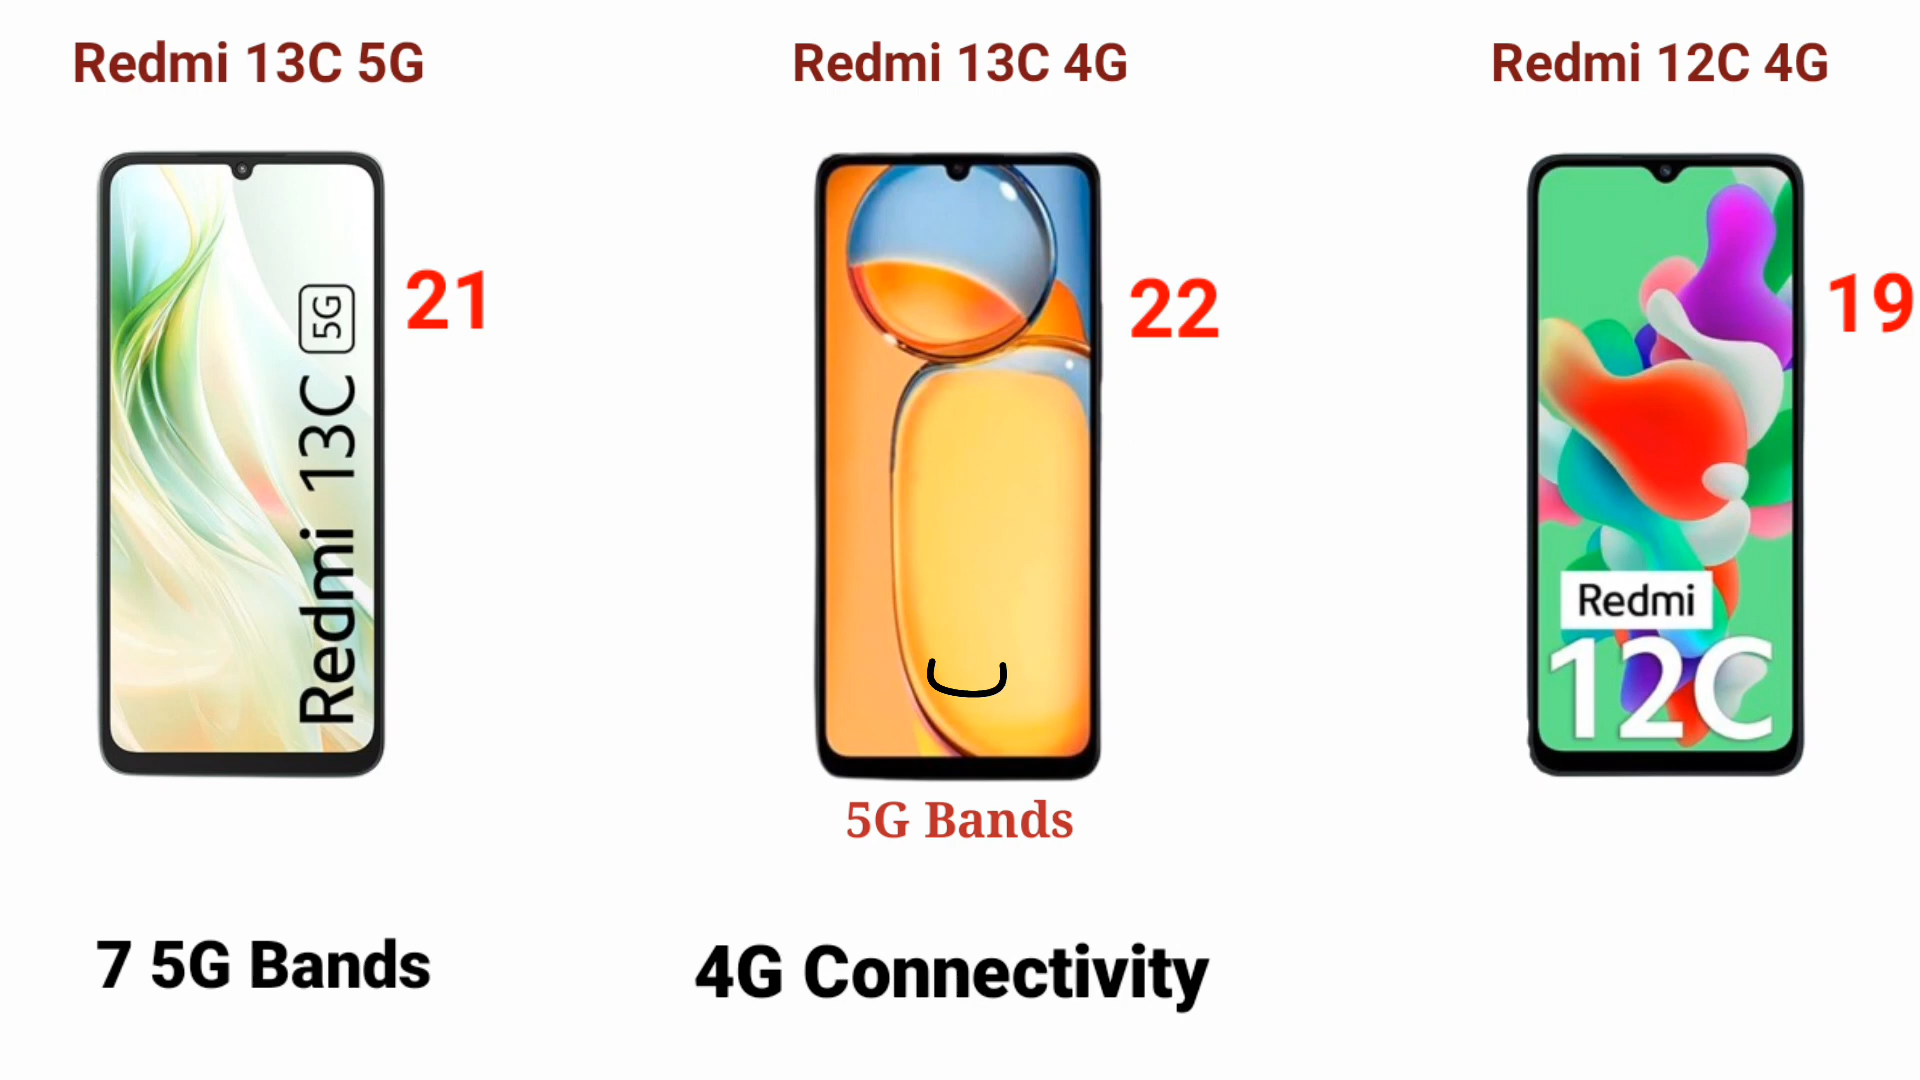 Redmi 13C 5G
Redmi 13C 4G
Redmi 12C 4G
Redmi 13C 5G
21
22
19
Redmi
12C
5G Bands
7 5G Bands
4G Connectivity